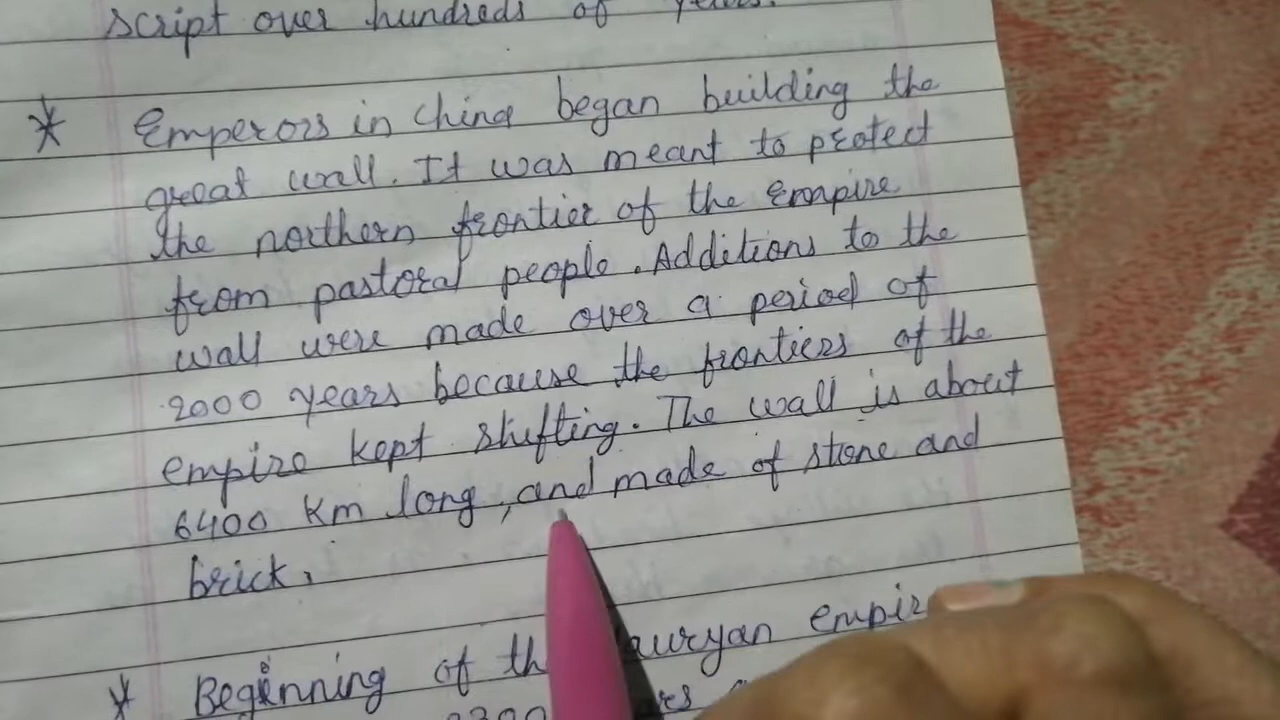 script over hundreds of years.
* Emperors in china began building the
great wall. It was meant to protect
the northern frontier of the Empire
from pastoral people. Additions to the
wall were made over a period of
2000 years because the frontiers of the
empire kept shifting. The wall is about
6400 km long, and made of stone and
brick.
* Beginning of